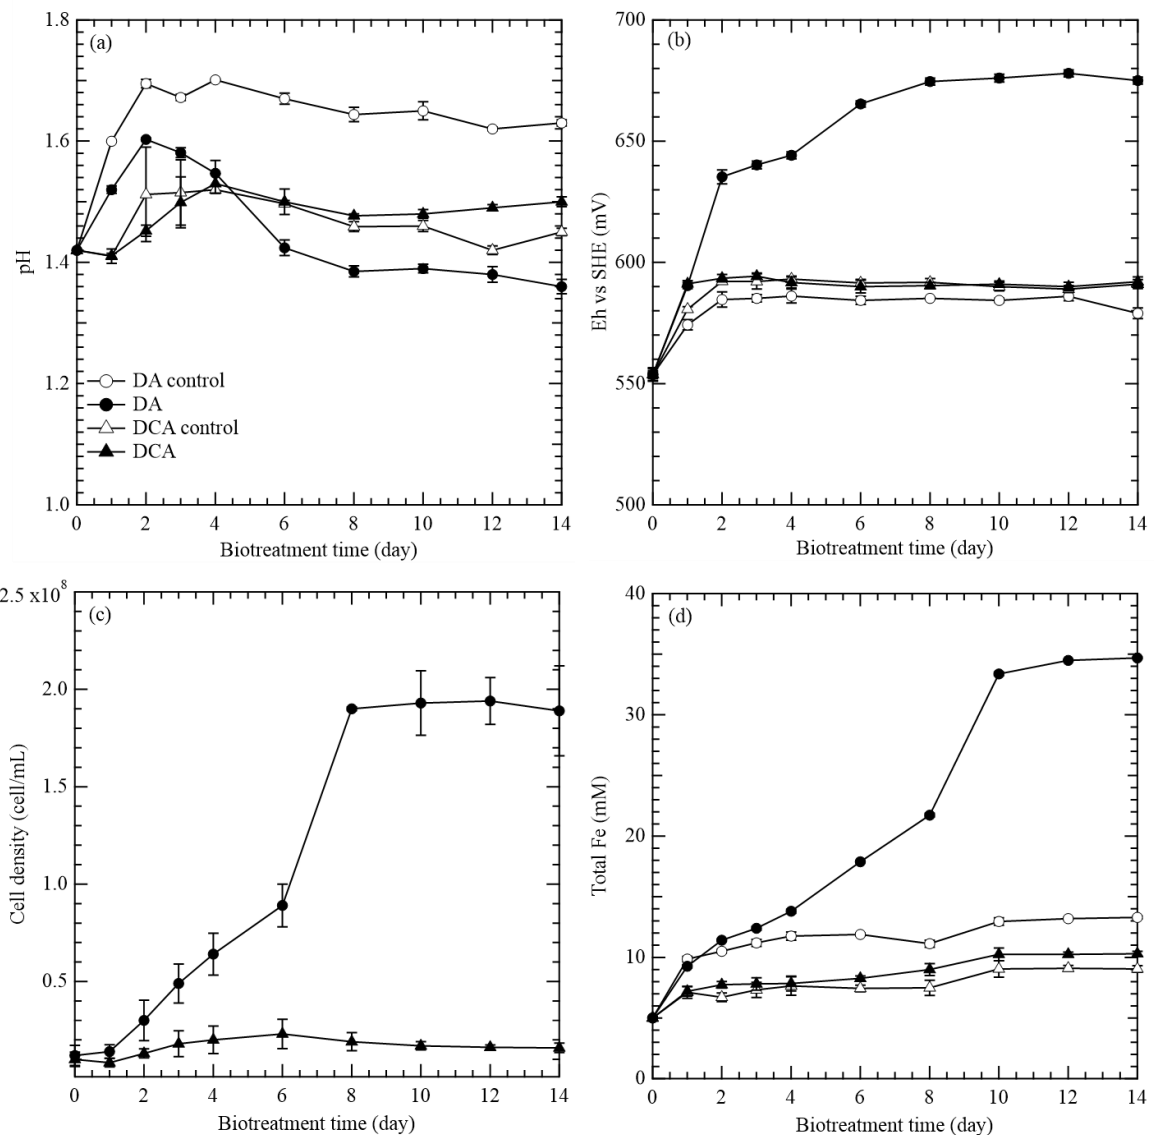 1.8
(a)
1.6
1.4
1.2
1.0
pH
DA control
DA
DCA control
DCA
0 2 4 6 8 10 12 14
Biotreatment time (day)
700
(b)
650
600
550
500
Eh vs SHE (mV)
0 2 4 6 8 10 12 14
Biotreatment time (day)
2.5 x10⁸
(c)
2.0
1.5
1.0
0.5
Cell density (cell/mL)
0 2 4 6 8 10 12 14
Biotreatment time (day)
40
(d)
30
20
10
0
Total Fe (mM)
0 2 4 6 8 10 12 14
Biotreatment time (day)